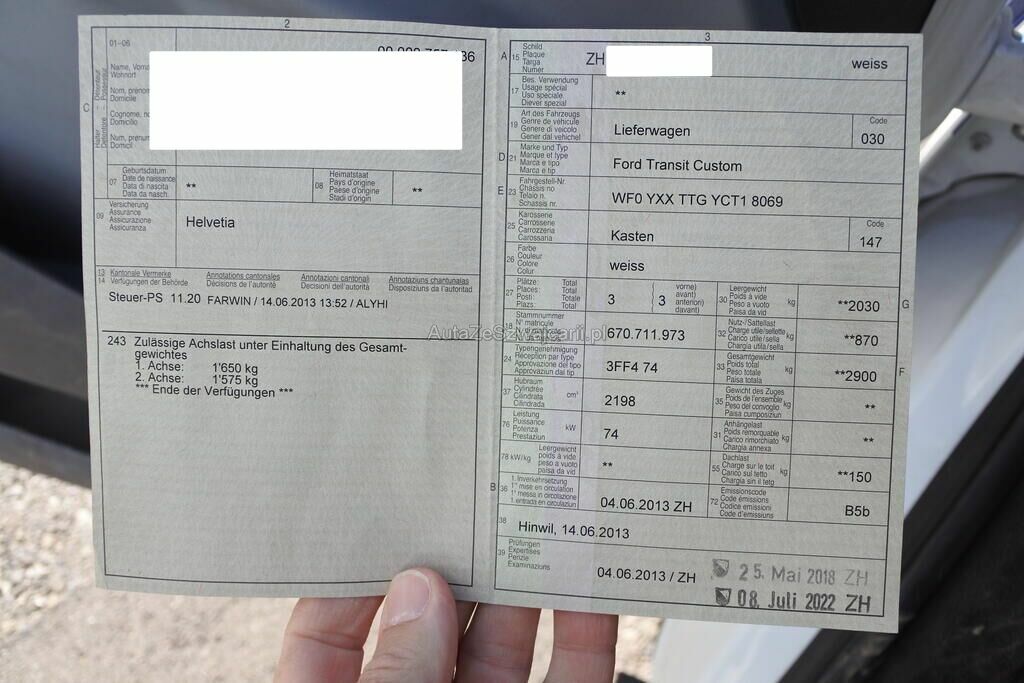 2
01-06
Wohnort
Domicile
Domicilio
Domicil
C
07
Geburtsdatum
Date de naissance
Data di nascita
Data da nasch.
**
08
Heimatstaat
Pays d'origine
Paese d'origine
Stadi d'origin
**
09
Versicherung
Assurance
Assicurazione
Assicuranza
Helvetia
13 Kantonale Vermerke
14 Verfügungen der Behörde
Annotations cantonales
Décisions de l'autorité
Annotazioni cantonali
Decisioni dell'autorità
Annotaziuns chantunalas
Disposiziuns da l'autoritad
Steuer-PS 11.20 FARWIN / 14.06.2013 13:52 / ALYHI
243 Zulässige Achslast unter Einhaltung des Gesamt-
gewichtes
1. Achse: 1'650 kg
2. Achse: 1'575 kg
*** Ende der Verfügungen ***
AutaZeSzwajcarii.pl
3
A 15
Schild
Plaque
Targa
Numer
ZH
weiss
17
Bes. Verwendung
Usage spécial
Uso speciale
Diever spezial
**
19
Art des Fahrzeugs
Genre de véhicule
Genere di veicolo
Gener dal vehichel
Lieferwagen
Code
030
D 21
Marke und Typ
Marque et type
Marca e tipo
Marca e tip
Ford Transit Custom
E 23
Fahrgestell-Nr.
Châssis no
Telaio n.
Schassis nr.
WF0 YXX TTG YCT1 8069
25
Karosserie
Carrosserie
Carrozzeria
Carossaria
Kasten
Code
147
26
Farbe
Couleur
Colore
Colur
weiss
27
Plätze: Total
Places: Total
Posti: Totale
Plazs: Total
3
3
vorne)
avant)
anteriori)
davant)
30
Leergewicht
Poids à vide
Peso a vuoto
Paisa da vid
kg
**2030
G
18
Stammnummer
N° matricule
670.711.973
32
Nutz-/Sattellast
Charge utile/sellette
Carico utile/sella
Chargia utila/sella
kg
**870
24
Typengenehmigung
Réception par type
Approvazione del tipo
Approvaziun dal tip
3FF4 74
33
Gesamtgewicht
Poids total
Peso totale
Paisa totala
kg
**2900
F
37
Hubraum
Cylindrée
Cilindrata
Cilindrada
cm³
2198
35
Gewicht des Zuges
Poids de l'ensemble
Peso del convoglio
Paisa cumposiziun
kg
**
76
Leistung
Puissance
Potenza
Prestaziun
kW
74
31
Anhängelast
Poids remorquable
Carico rimorchiato
Chargia annexa
kg
**
78 kW/kg
Leergewicht
poids à vide
peso a vuoto
paisa da vid
**
55
Dachlast
Charge sur le toit
Carico sul tetto
Chargia sin il tetg
kg
**150
B 36
1. Inverkehrsetzung
1re mise en circulation
1a messa in circolazione
1. entrada en circulaziun
04.06.2013 ZH
72
Emissionscode
Code émissions
Codice emissioni
Code d'emissiuns
B5b
38
Hinwil, 14.06.2013
39
Prüfungen
Expertises
Perizie
Examinaziuns
04.06.2013 / ZH
25. Mai 2018 ZH
08. Juli 2022 ZH